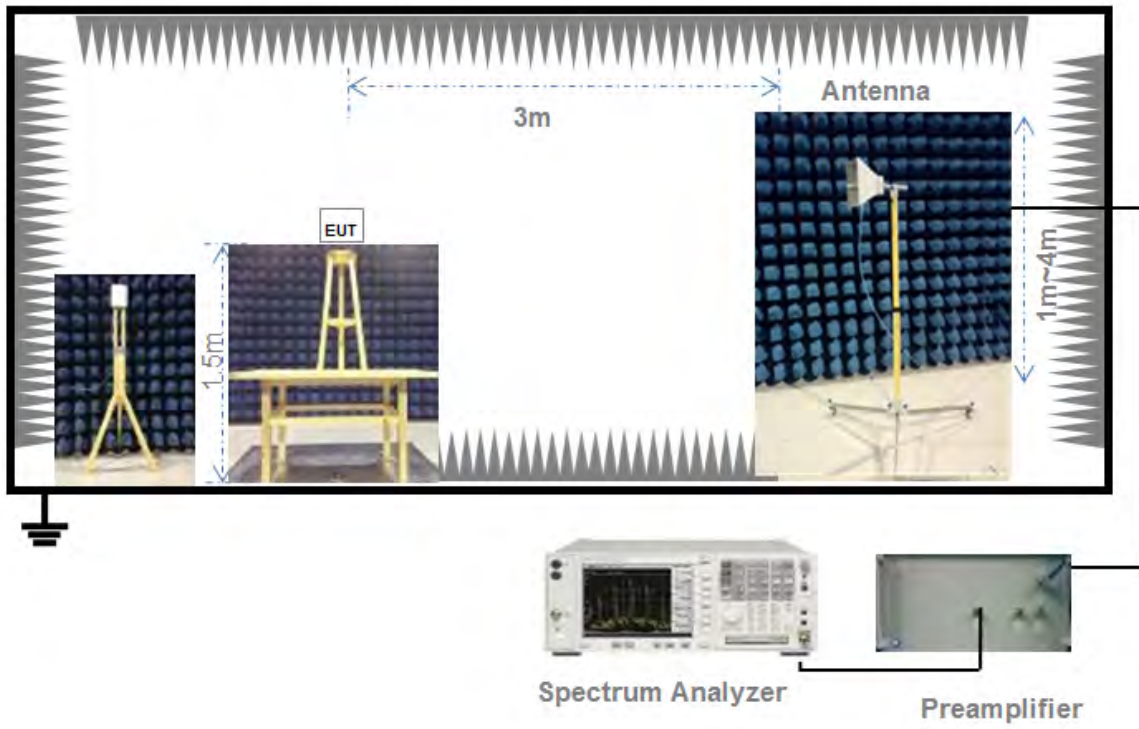 Antenna
3m
EUT
1.5m
1m~4m
Spectrum Analyzer
Preamplifier